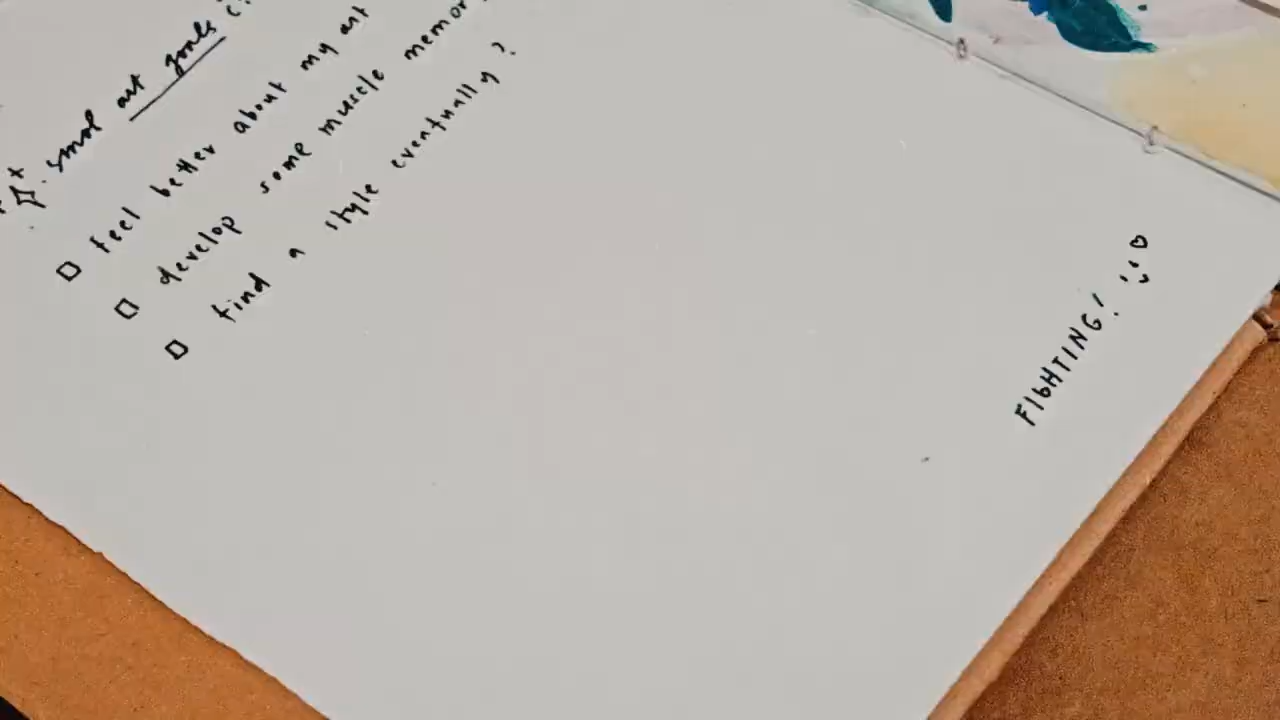 smol art goals
feel better about my art
develop some muscle memor
find a style eventually?
FIGHTING!